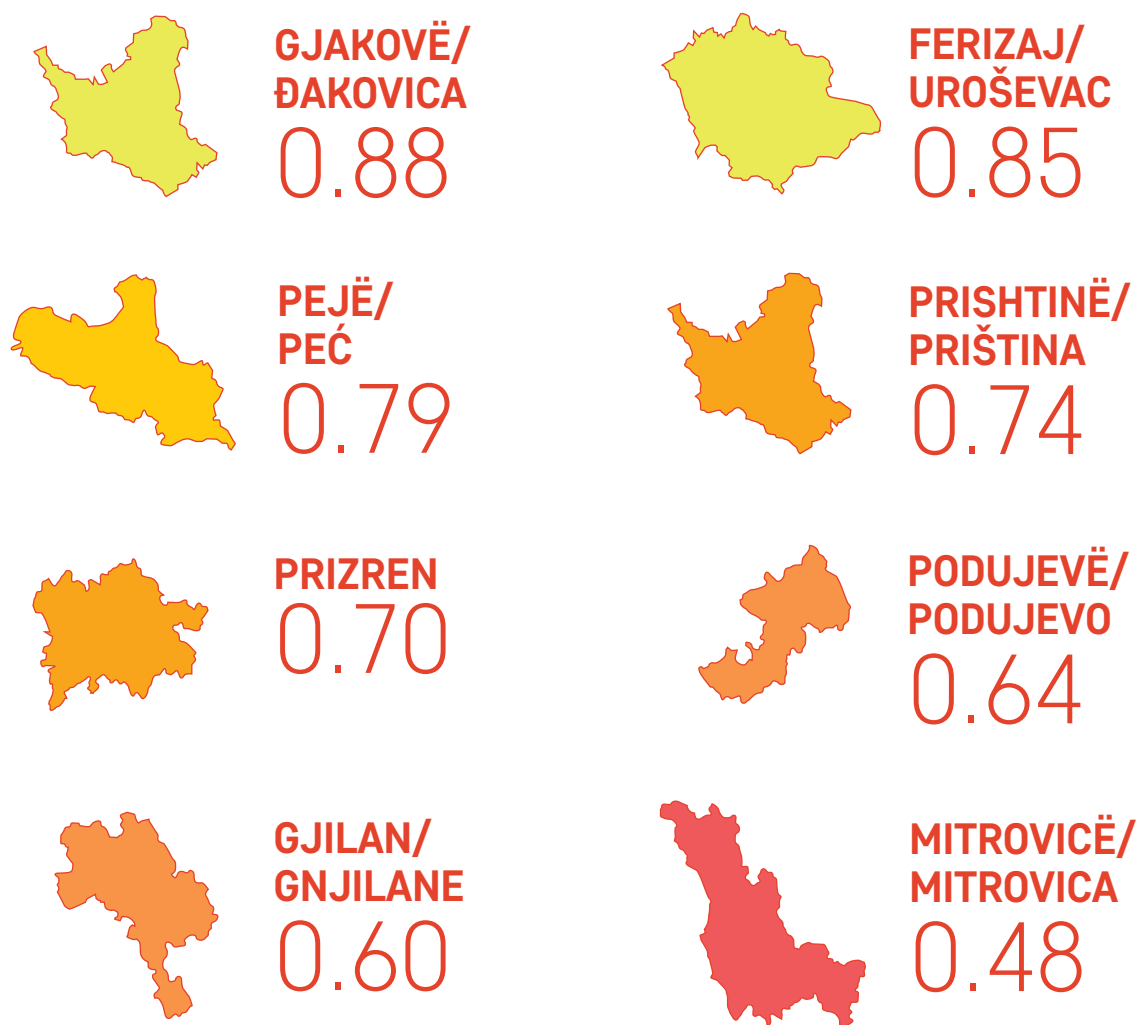 GJAKOVË/
ĐAKOVICA
0.88
FERIZAJ/
UROŠEVAC
0.85
PEJË/
PEĆ
0.79
PRISHTINË/
PRIŠTINA
0.74
PRIZREN
0.70
PODUJEVË/
PODUJEVO
0.64
GJILAN/
GNJILANE
0.60
MITROVICË/
MITROVICA
0.48